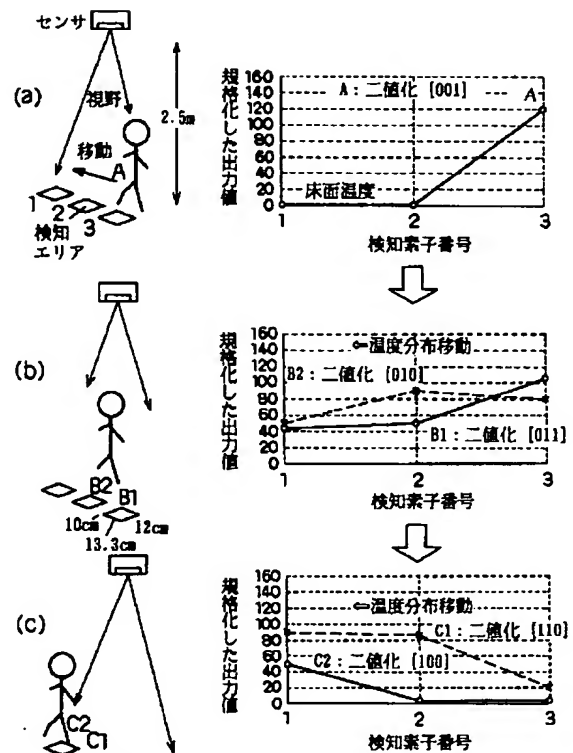 センサ
(a)
視野
2.5m
移動
A
1
2
3
検知
エリア
規格化した出力値
160
140
120
100
80
60
40
20
0
A：二値化 [001]
A
床面温度
1
2
3
検知素子番号
(b)
B2
B1
10cm
12cm
13.3cm
規格化した出力値
160
140
120
100
80
60
40
20
0
⇐温度分布移動
B2：二値化 [010]
B1：二値化 [011]
1
2
3
検知素子番号
(c)
C2
C1
規格化した出力値
160
140
120
100
80
60
40
20
0
⇐温度分布移動
C1：二値化 [110]
C2：二値化 [100]
1
2
3
検知素子番号